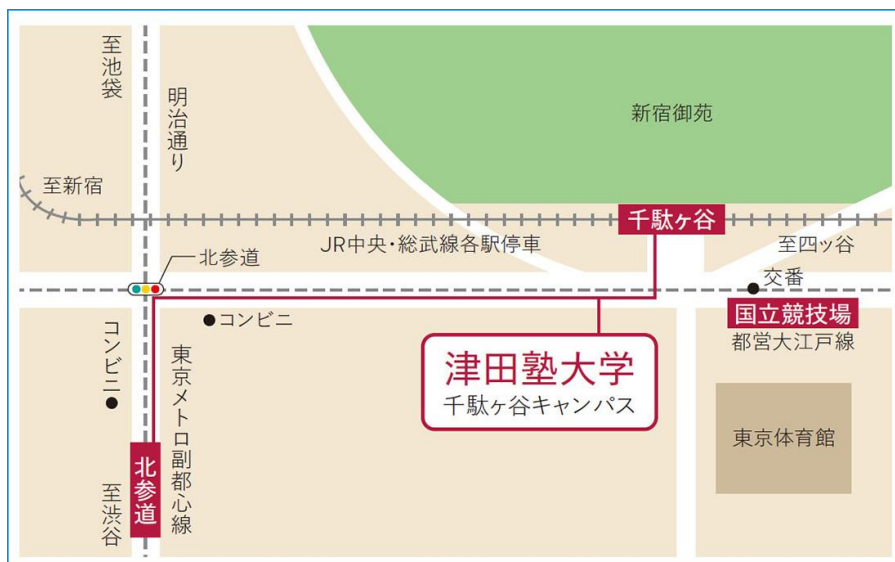 至池袋
明治通り
新宿御苑
至新宿
千駄ヶ谷
JR中央・総武線各駅停車
至四ッ谷
北参道
交番
コンビニ
国立競技場
都営大江戸線
コンビニ
東京メトロ副都心線
津田塾大学
千駄ヶ谷キャンパス
東京体育館
北参道
至渋谷